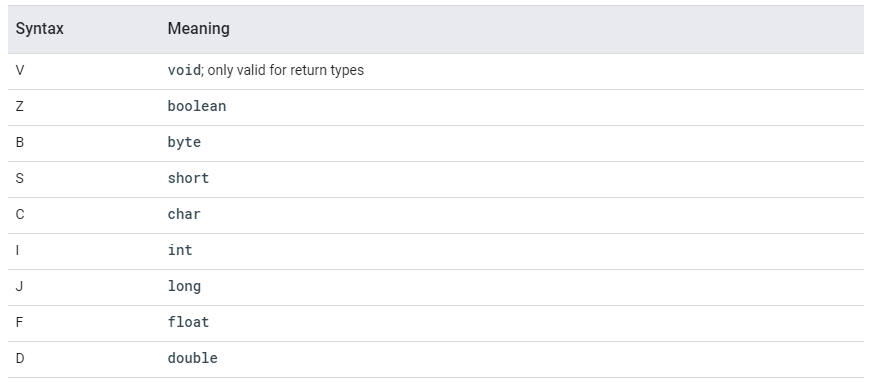 Syntax Meaning
V void; only valid for return types
Z boolean
B byte
S short
C char
I int
J long
F float
D double